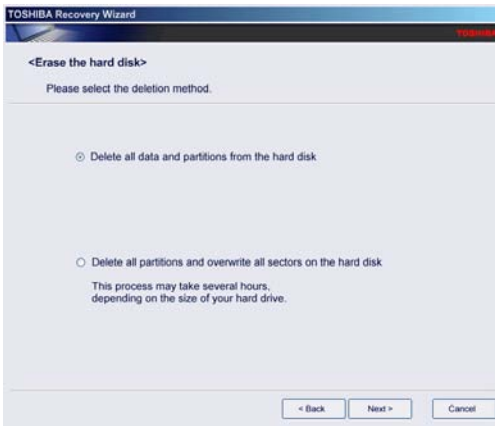 TOSHIBA Recovery Wizard
TOSHIBA
<Erase the hard disk>
Please select the deletion method.
Delete all data and partitions from the hard disk
Delete all partitions and overwrite all sectors on the hard disk
This process may take several hours,
depending on the size of your hard drive.
< Back Next > Cancel